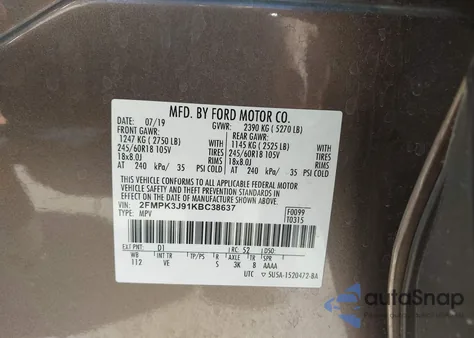 MFD. BY FORD MOTOR CO.
DATE: 07/19 GVWR: 2390 KG ( 5270 LB)
FRONT GAWR: REAR GAWR:
1247 KG ( 2750 LB) 1145 KG ( 2525 LB)
245/60R18 105V TIRES 245/60R18 105V TIRES
18x8.0J RIMS 18x8.0J RIMS
AT 240 kPa/ 35 PSI COLD AT 240 kPa/ 35 PSI COLD
THIS VEHICLE CONFORMS TO ALL APPLICABLE FEDERAL MOTOR
VEHICLE SAFETY AND THEFT PREVENTION STANDARDS IN
EFFECT ON THE DATE OF MANUFACTURE SHOWN ABOVE.
VIN: 2FMPK3J91KBC38637 F0099
TYPE: MPV T0315
EXT PNT: D1 RC: 52 DSO:
WB INT TR TP/PS R AXLE TR SPR
112 VE S 3K 8 AAAA
UTC 5U5A-1520472-BA
autoSnap